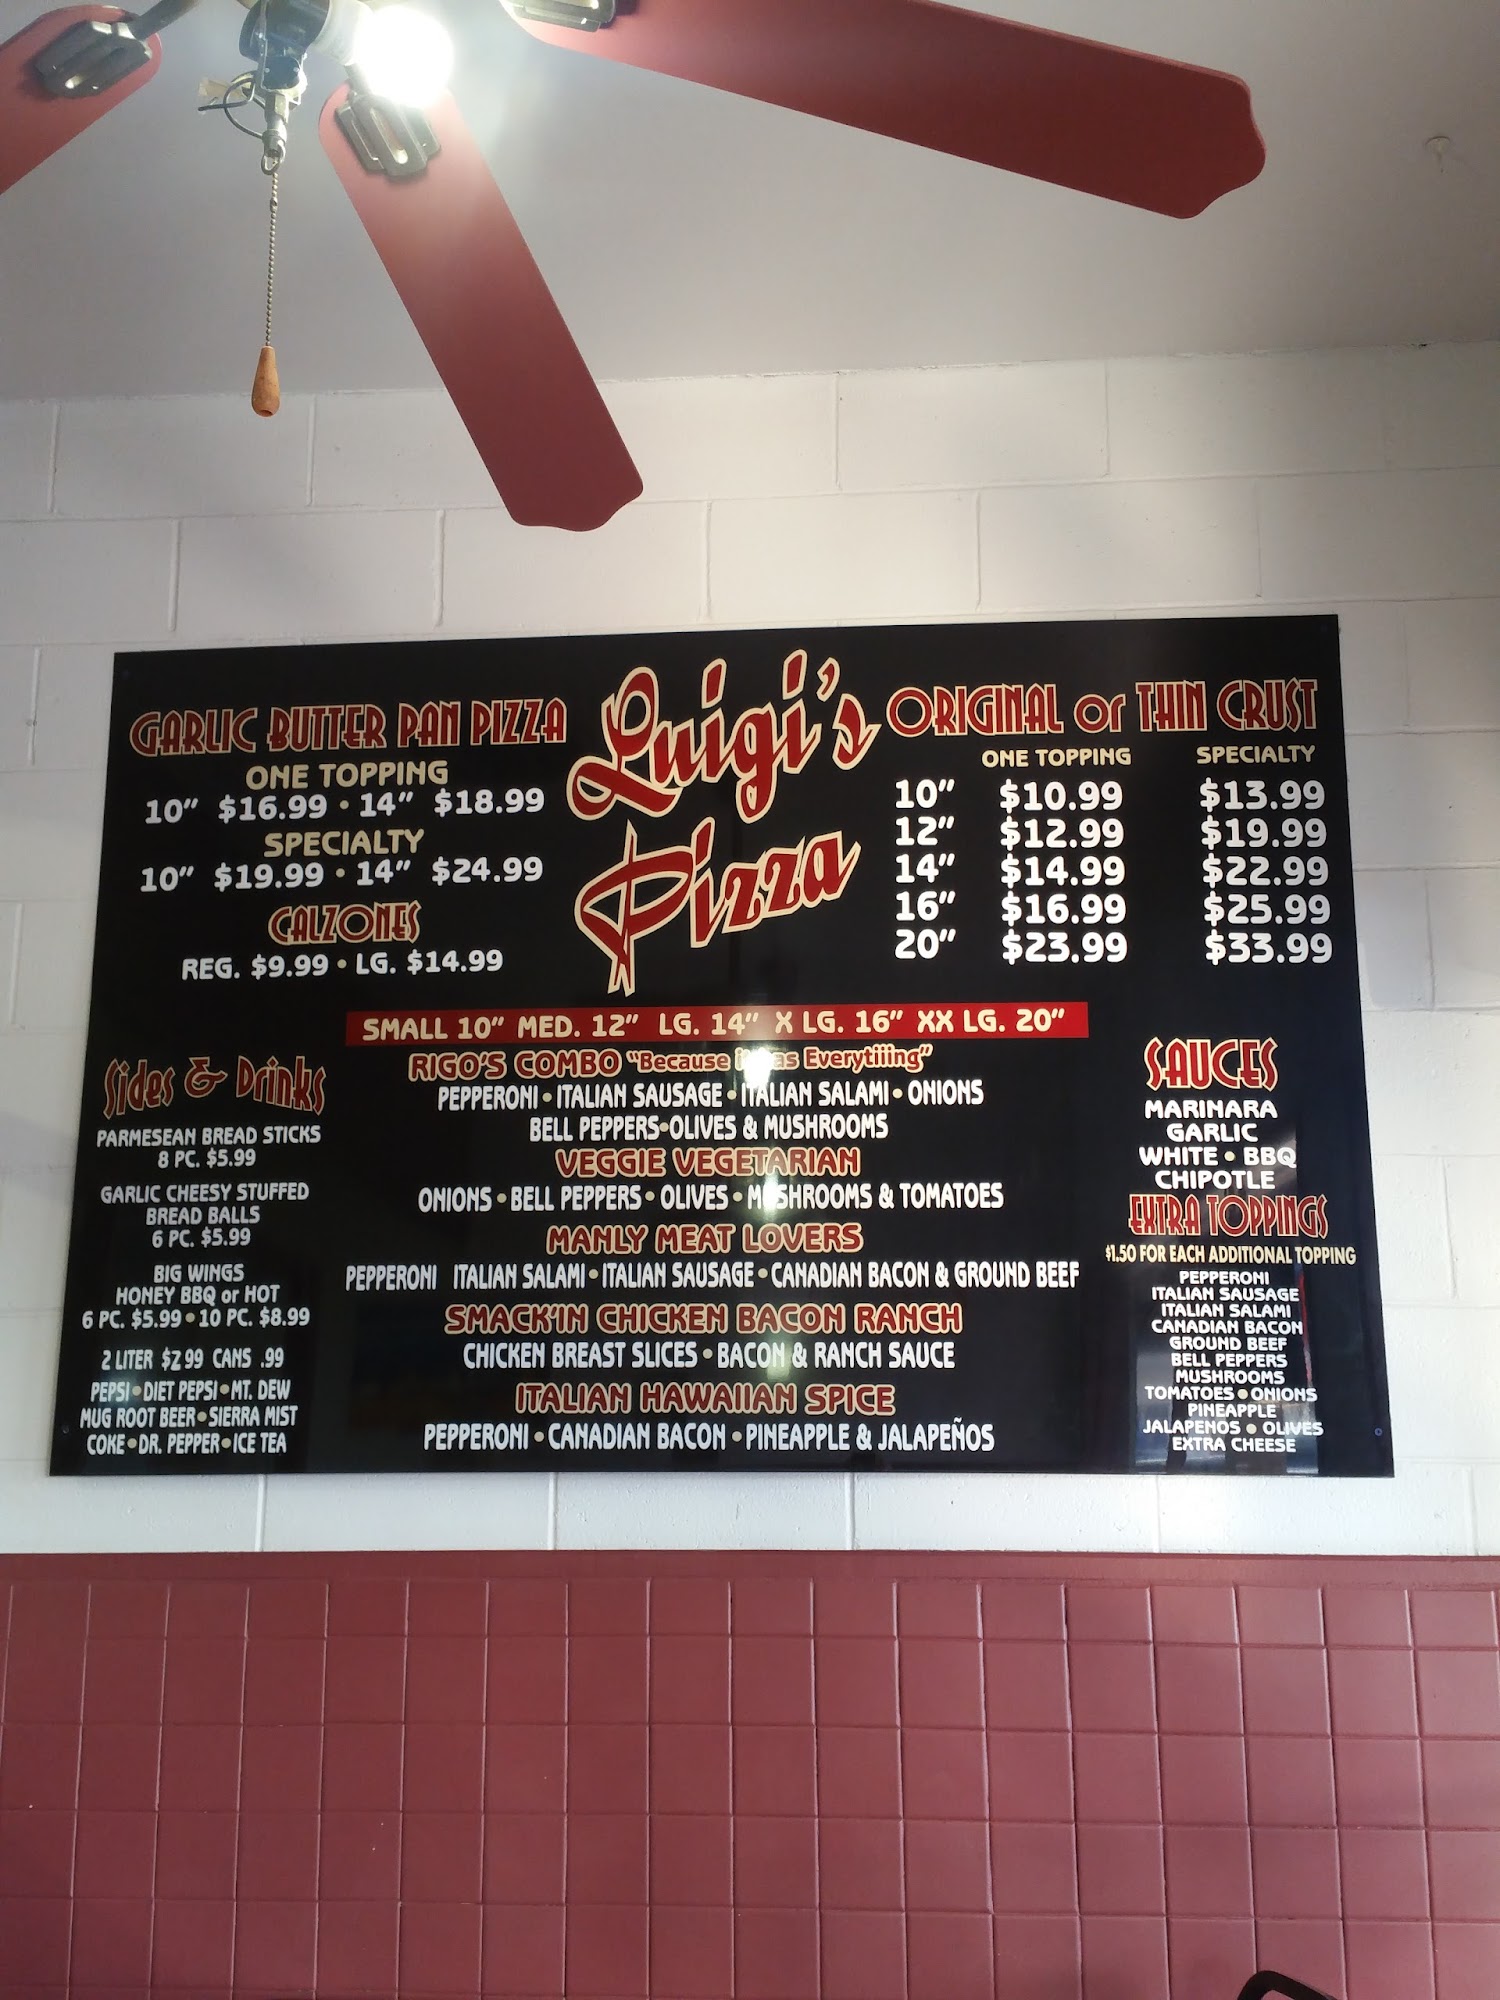 Luigi's
Pizza
GARLIC BUTTER PAN PIZZA
ONE TOPPING
10" $16.99 • 14" $18.99
SPECIALTY
10" $19.99 • 14" $24.99
CALZONES
REG. $9.99 • LG. $14.99
ORIGINAL or THIN CRUST
ONE TOPPING SPECIALTY
10" $10.99 $13.99
12" $12.99 $19.99
14" $14.99 $22.99
16" $16.99 $25.99
20" $23.99 $33.99
SMALL 10" MED. 12" LG. 14" X LG. 16" XX LG. 20"
Sides & Drinks
PARMESEAN BREAD STICKS
8 PC. $5.99
GARLIC CHEESY STUFFED
BREAD BALLS
6 PC. $5.99
BIG WINGS
HONEY BBQ or HOT
6 PC. $5.99 • 10 PC. $8.99
2 LITER CANS .99
PEPSI • DIET PEPSI • MT. DEW
MUG ROOT BEER • SIERRA MIST
COKE • DR. PEPPER • ICE TEA
RIGO'S COMBO "Because Everytiiing"
PEPPERONI • ITALIAN SAUSAGE • ITALIAN SALAMI • ONIONS
BELL PEPPERS • OLIVES & MUSHROOMS
VEGGIE VEGETARIAN
ONIONS • BELL PEPPERS • OLIVES • MUSHROOMS & TOMATOES
MANLY MEAT LOVERS
PEPPERONI ITALIAN SALAMI • ITALIAN SAUSAGE • CANADIAN BACON & GROUND BEEF
SMACK'IN CHICKEN BACON RANCH
CHICKEN BREAST SLICES • BACON & RANCH SAUCE
ITALIAN HAWAIIAN SPICE
PEPPERONI • CANADIAN BACON • PINEAPPLE & JALAPEÑOS
SAUCES
MARINARA
GARLIC
WHITE • BBQ
CHIPOTLE
EXTRA TOPPINGS
$1.50 FOR EACH ADDITIONAL TOPPING
PEPPERONI
ITALIAN SAUSAGE
ITALIAN SALAMI
CANADIAN BACON
GROUND BEEF
BELL PEPPERS
MUSHROOMS
TOMATOES • ONIONS
PINEAPPLE
JALAPENOS • OLIVES
EXTRA CHEESE